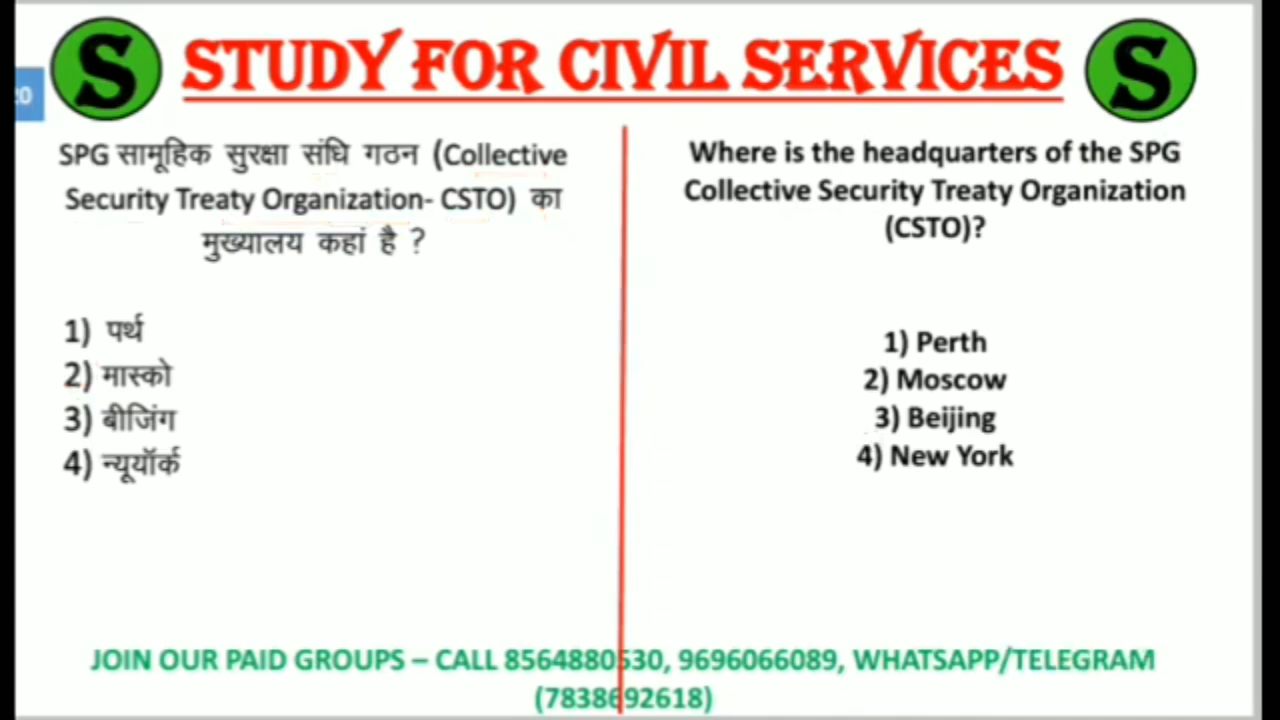 S STUDY FOR CIVIL SERVICES S
20
SPG सामूहिक सुरक्षा संधि गठन (Collective
Security Treaty Organization- CSTO) का
मुख्यालय कहां है ?
1) पर्थ
2) मास्को
3) बीजिंग
4) न्यूयॉर्क
Where is the headquarters of the SPG
Collective Security Treaty Organization
(CSTO)?
1) Perth
2) Moscow
3) Beijing
4) New York
JOIN OUR PAID GROUPS – CALL 8564880530, 9696066089, WHATSAPP/TELEGRAM
(7838692618)